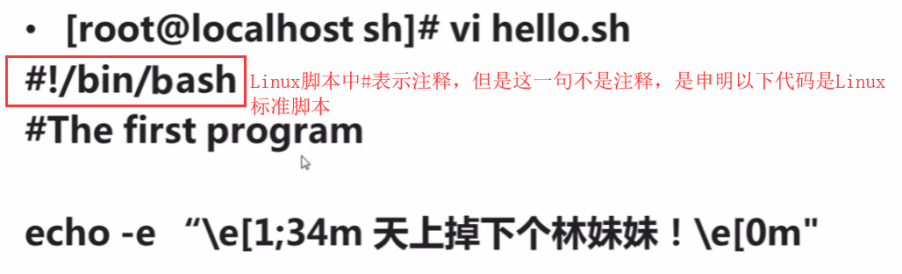 • [root@localhost sh]# vi hello.sh
#!/bin/bash
Linux脚本中#表示注释，但是这一句不是注释，是申明以下代码是Linux
标准脚本
#The first program
echo -e “\e[1;34m 天上掉下个林妹妹！\e[0m"